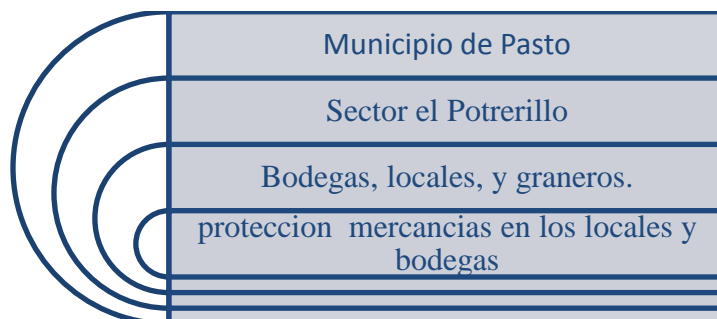 Municipio de Pasto
Sector el Potrerillo
Bodegas, locales, y graneros.
proteccion mercancias en los locales y
bodegas